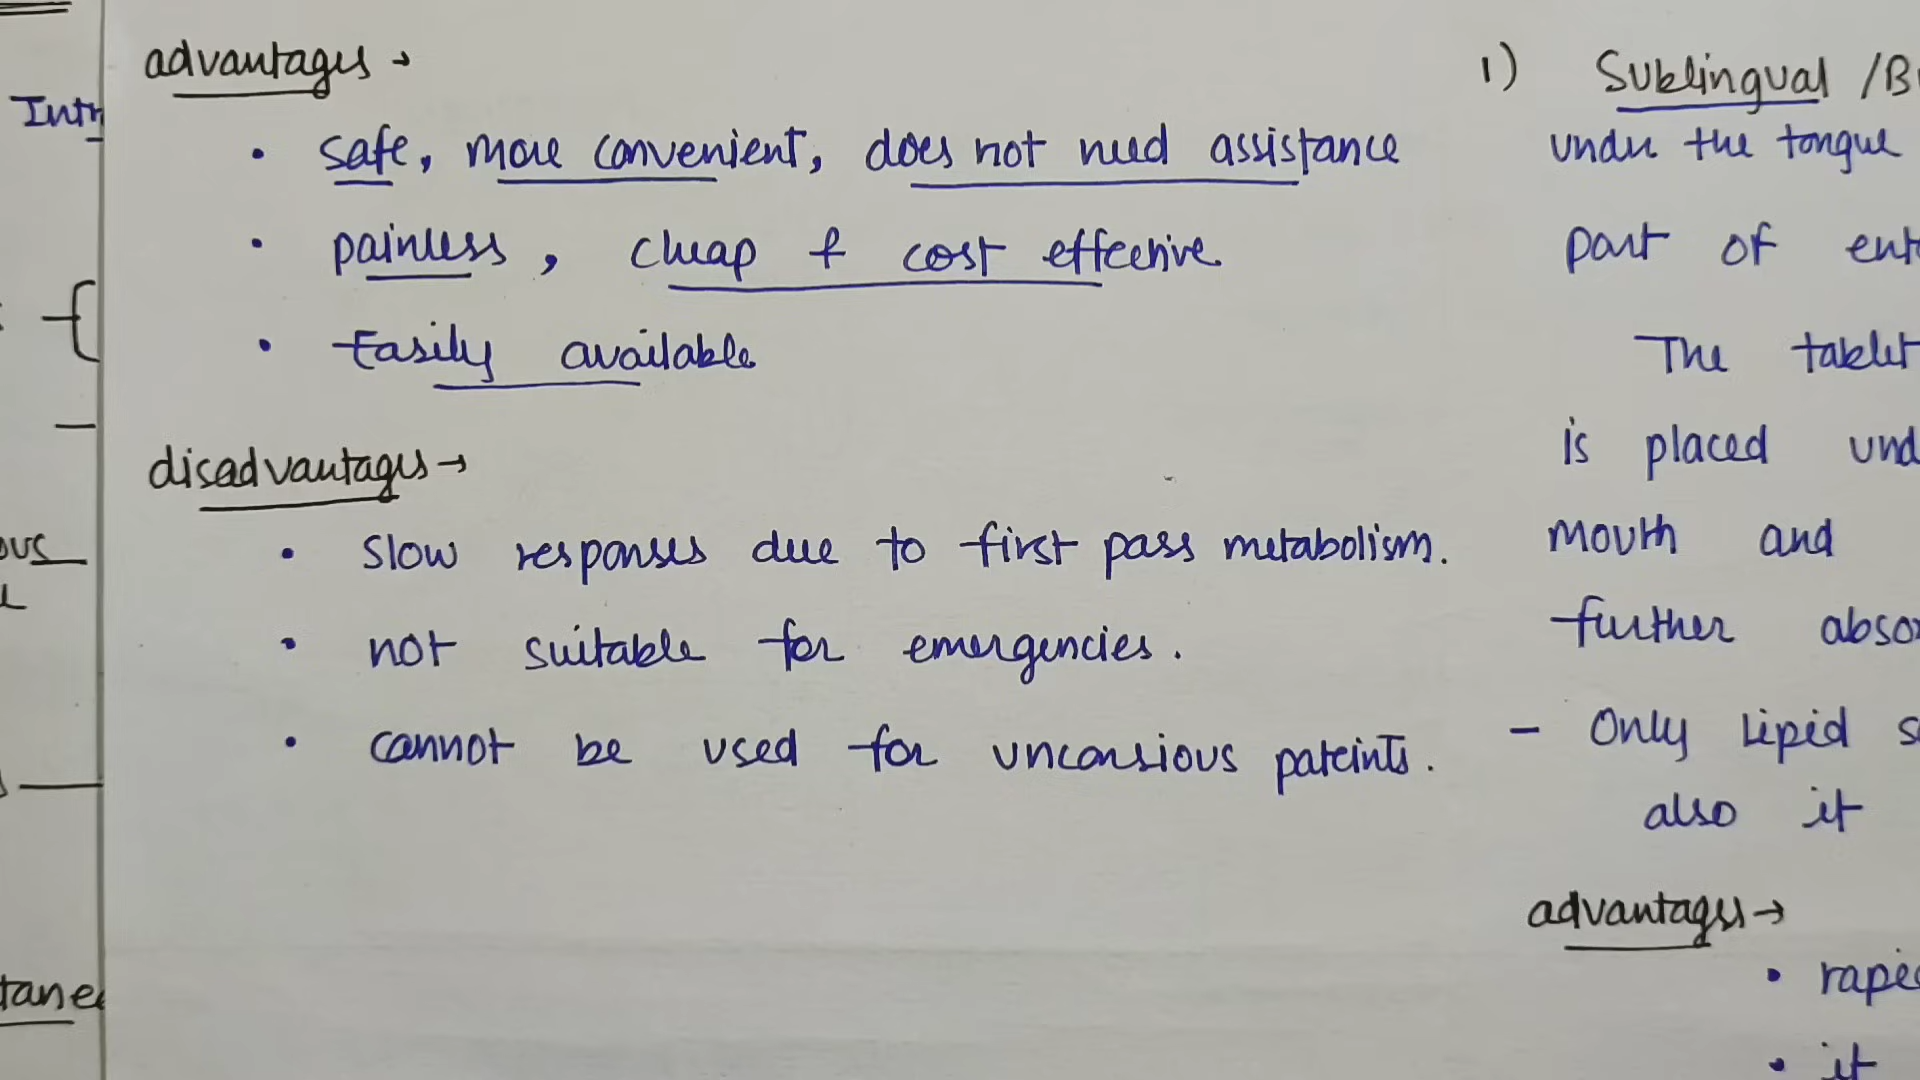 advantages →
• safe, more convenient, does not need assistance
• painless, cheap & cost effective
• Easily available
disadvantages →
• slow responses due to first pass metabolism.
• not suitable for emergencies.
• cannot be used for unconsious pateints.
1) Sublingual /B
under the tongue
part of
The tablet
is placed
mouth and
further
- Only lipid
also it
advantages →
•
• it